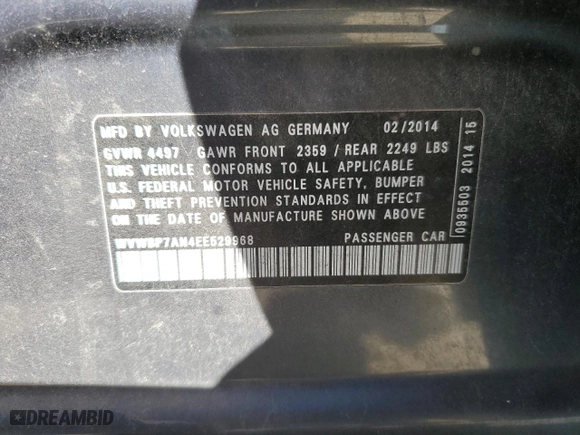 MFD BY VOLKSWAGEN AG GERMANY 02/2014
GVWR 4497 GAWR FRONT 2359 / REAR 2249 LBS
THIS VEHICLE CONFORMS TO ALL APPLICABLE
U.S. FEDERAL MOTOR VEHICLE SAFETY, BUMPER
AND THEFT PREVENTION STANDARDS IN EFFECT
ON THE DATE OF MANUFACTURE SHOWN ABOVE
WVWBP7AN4EE529968 PASSENGER CAR
0936603 2014 15
DREAMBID